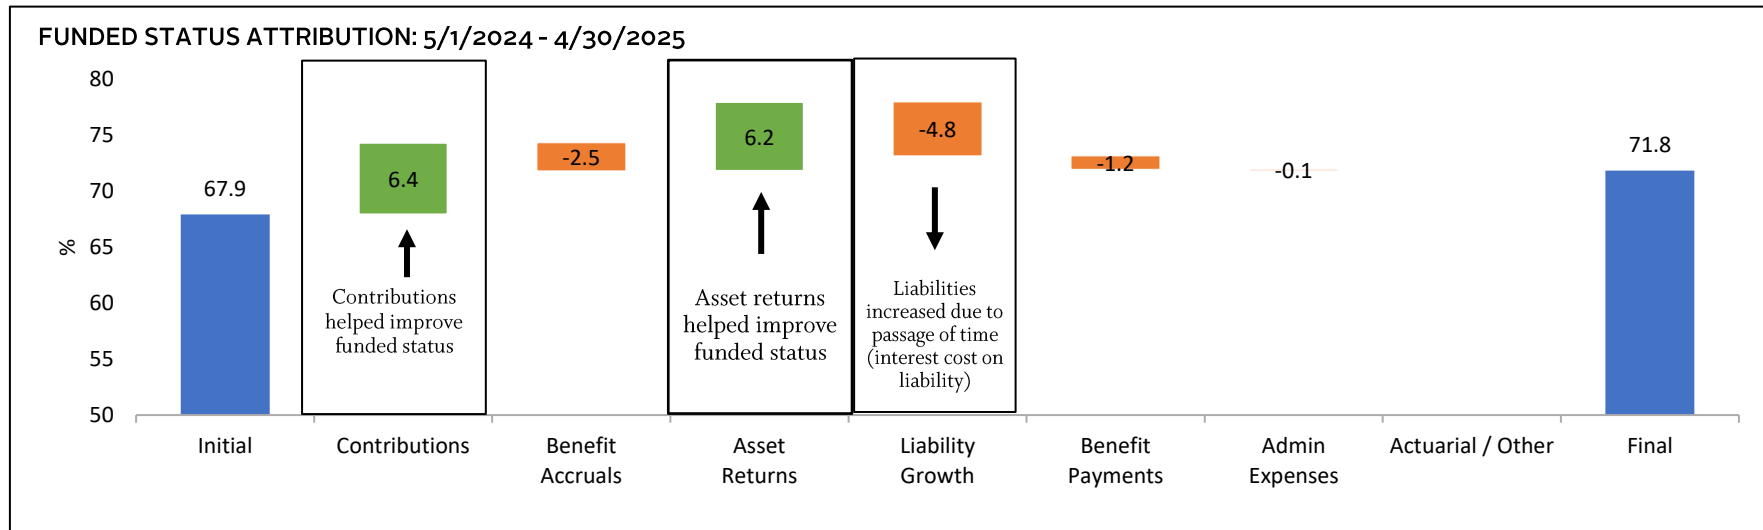 FUNDED STATUS ATTRIBUTION: 5/1/2024 - 4/30/2025
80
75
70
65
60
55
50
%
67.9
6.4
-2.5
6.2
-4.8
-1.2
-0.1
71.8
Contributions
helped improve
funded status
Asset returns
helped improve
funded status
Liabilities
increased due to
passage of time
(interest cost on
liability)
Initial
Contributions
Benefit
Accruals
Asset
Returns
Liability
Growth
Benefit
Payments
Admin
Expenses
Actuarial / Other
Final